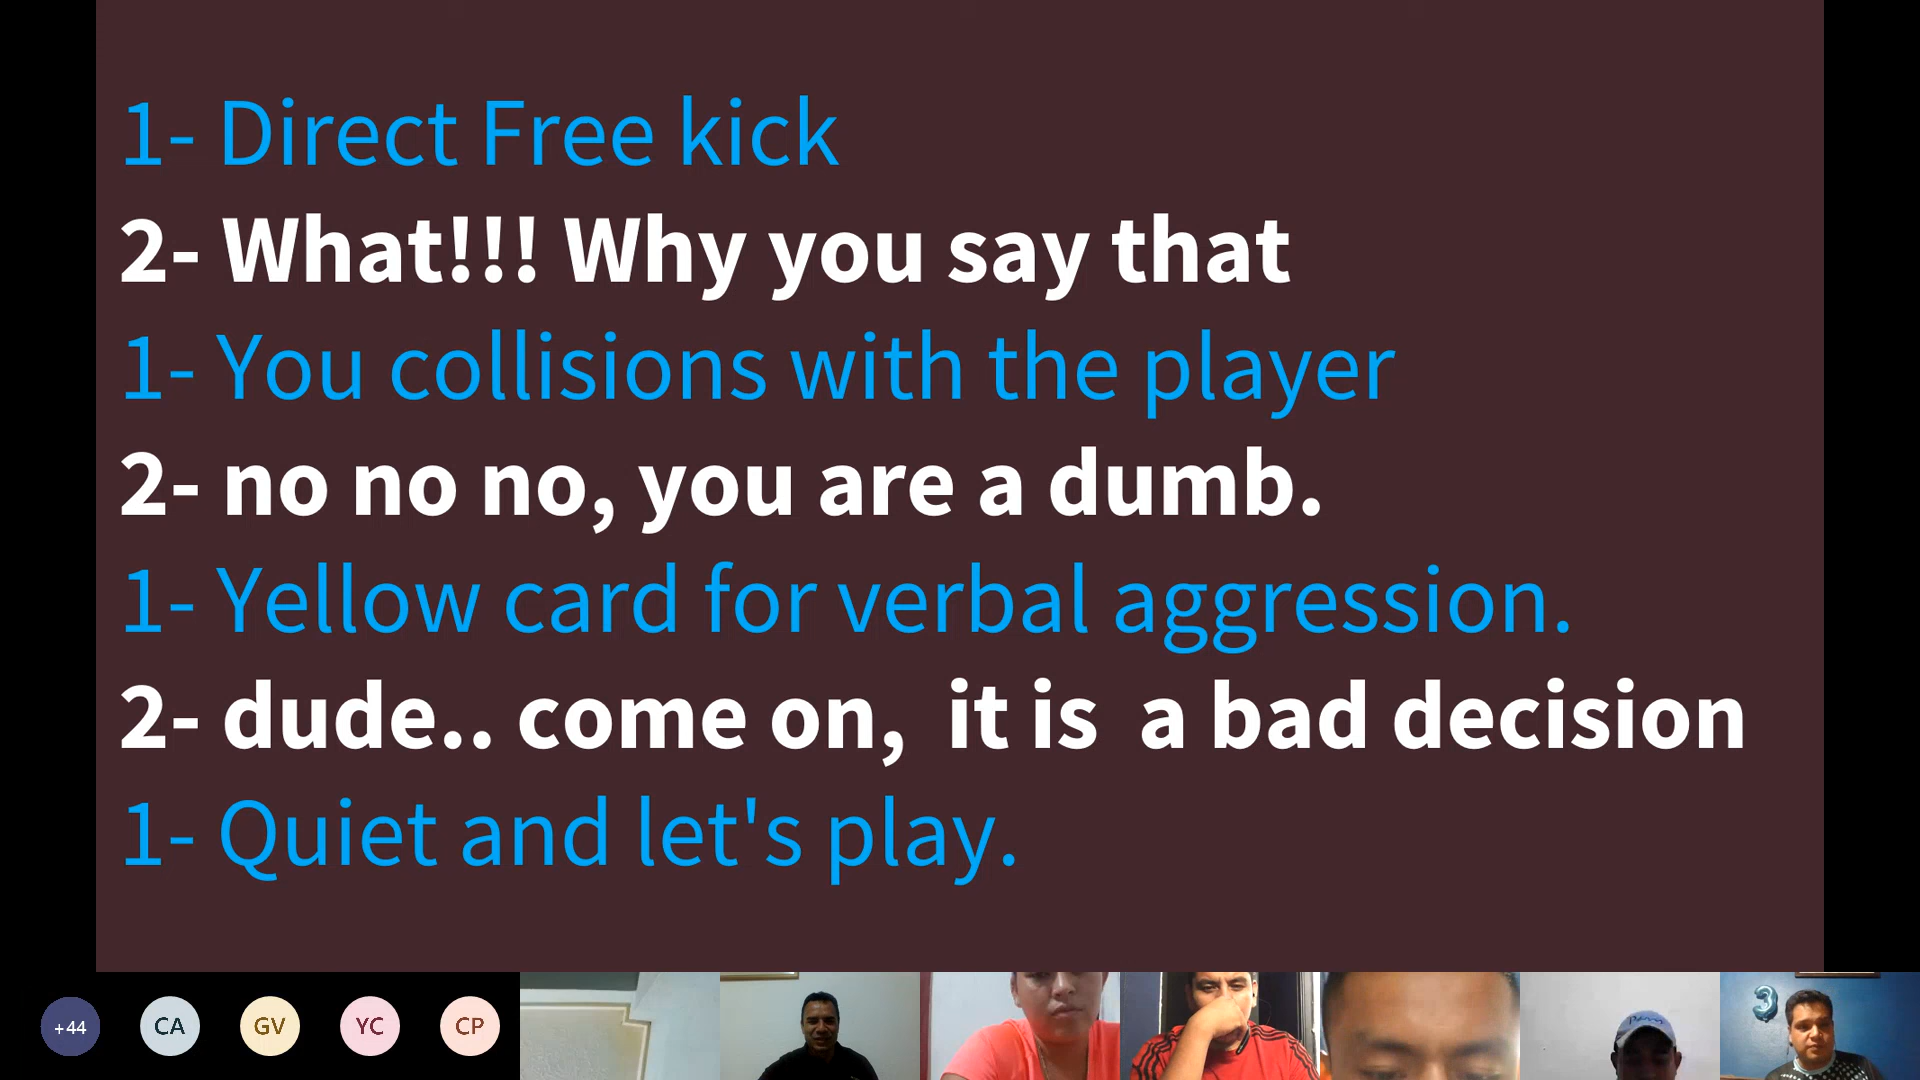 1- Direct Free kick
2- What!!! Why you say that
1- You collisions with the player
2- no no no, you are a dumb.
1- Yellow card for verbal aggression.
2- dude.. come on, it is a bad decision
1- Quiet and let's play.
+44 CA GV YC CP
3